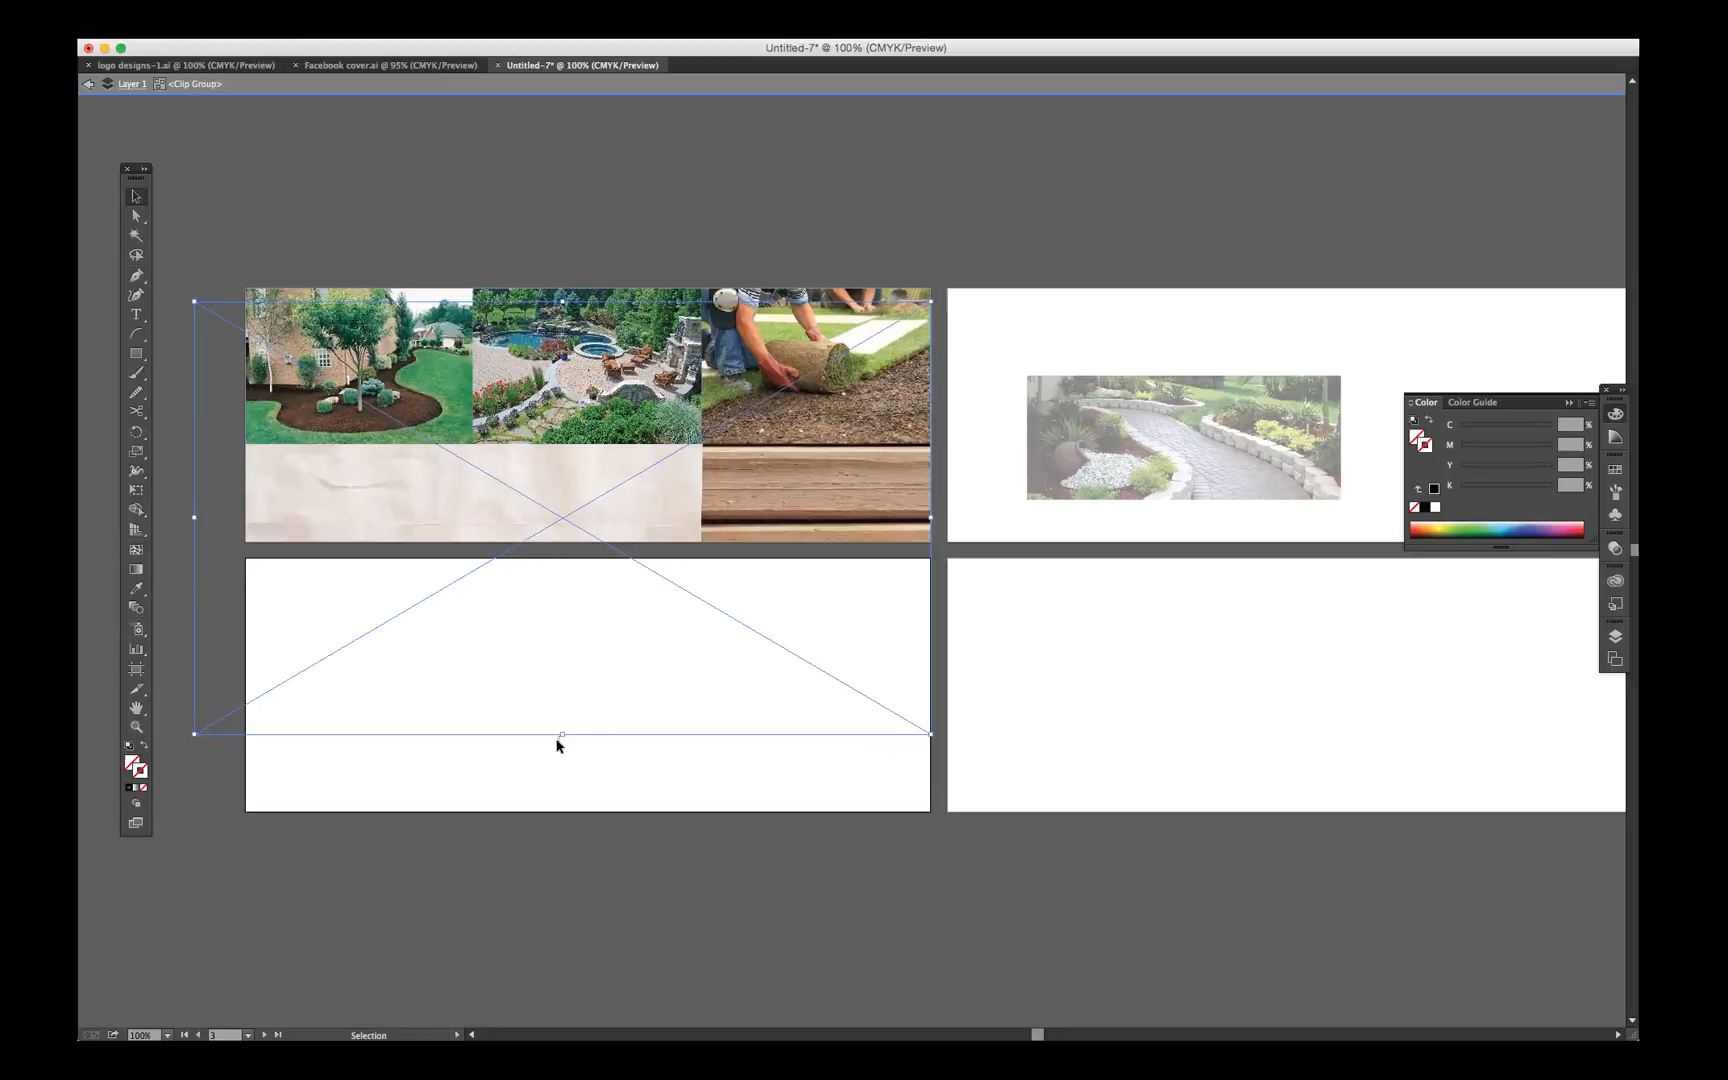 Untitled-7* @ 100% (CMYK/Preview)
logo designs-1.ai @ 100% (CMYK/Preview)
Facebook cover.ai @ 95% (CMYK/Preview)
Untitled-7* @ 100% (CMYK/Preview)
Layer 1
<Clip Group>
Color
Color Guide
C
%
M
%
Y
%
K
%
T
100%
3
Selection